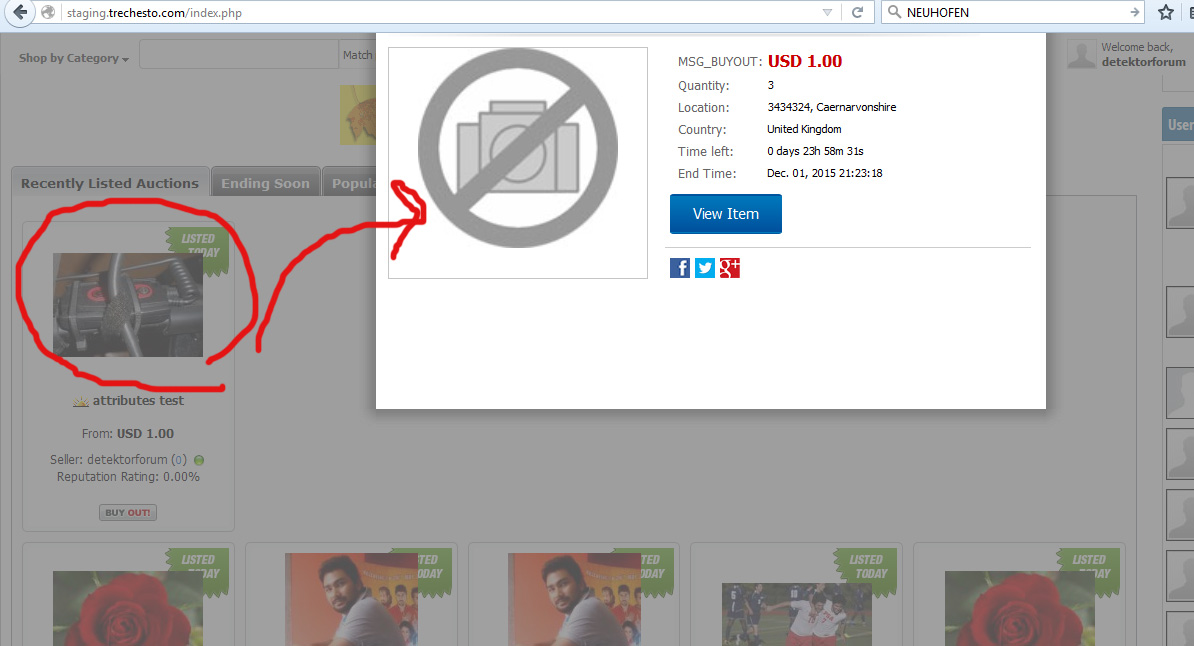 staging.trechesto.com/index.php
NEUHOFEN
Shop by Category
Match
Welcome back,
detektorforum
User
MSG_BUYOUT: USD 1.00
Quantity: 3
Location: 3434324, Caernarvonshire
Country: United Kingdom
Time left: 0 days 23h 58m 31s
End Time: Dec. 01, 2015 21:23:18
View Item
f g+
Recently Listed Auctions
Ending Soon
Popula
LISTED
TODAY
attributes test
From: USD 1.00
Seller: detektorforum (0)
Reputation Rating: 0.00%
BUY OUT!
LISTED
TODAY
LISTED
TODAY
LISTED
TODAY
LISTED
TODAY
LISTED
TODAY